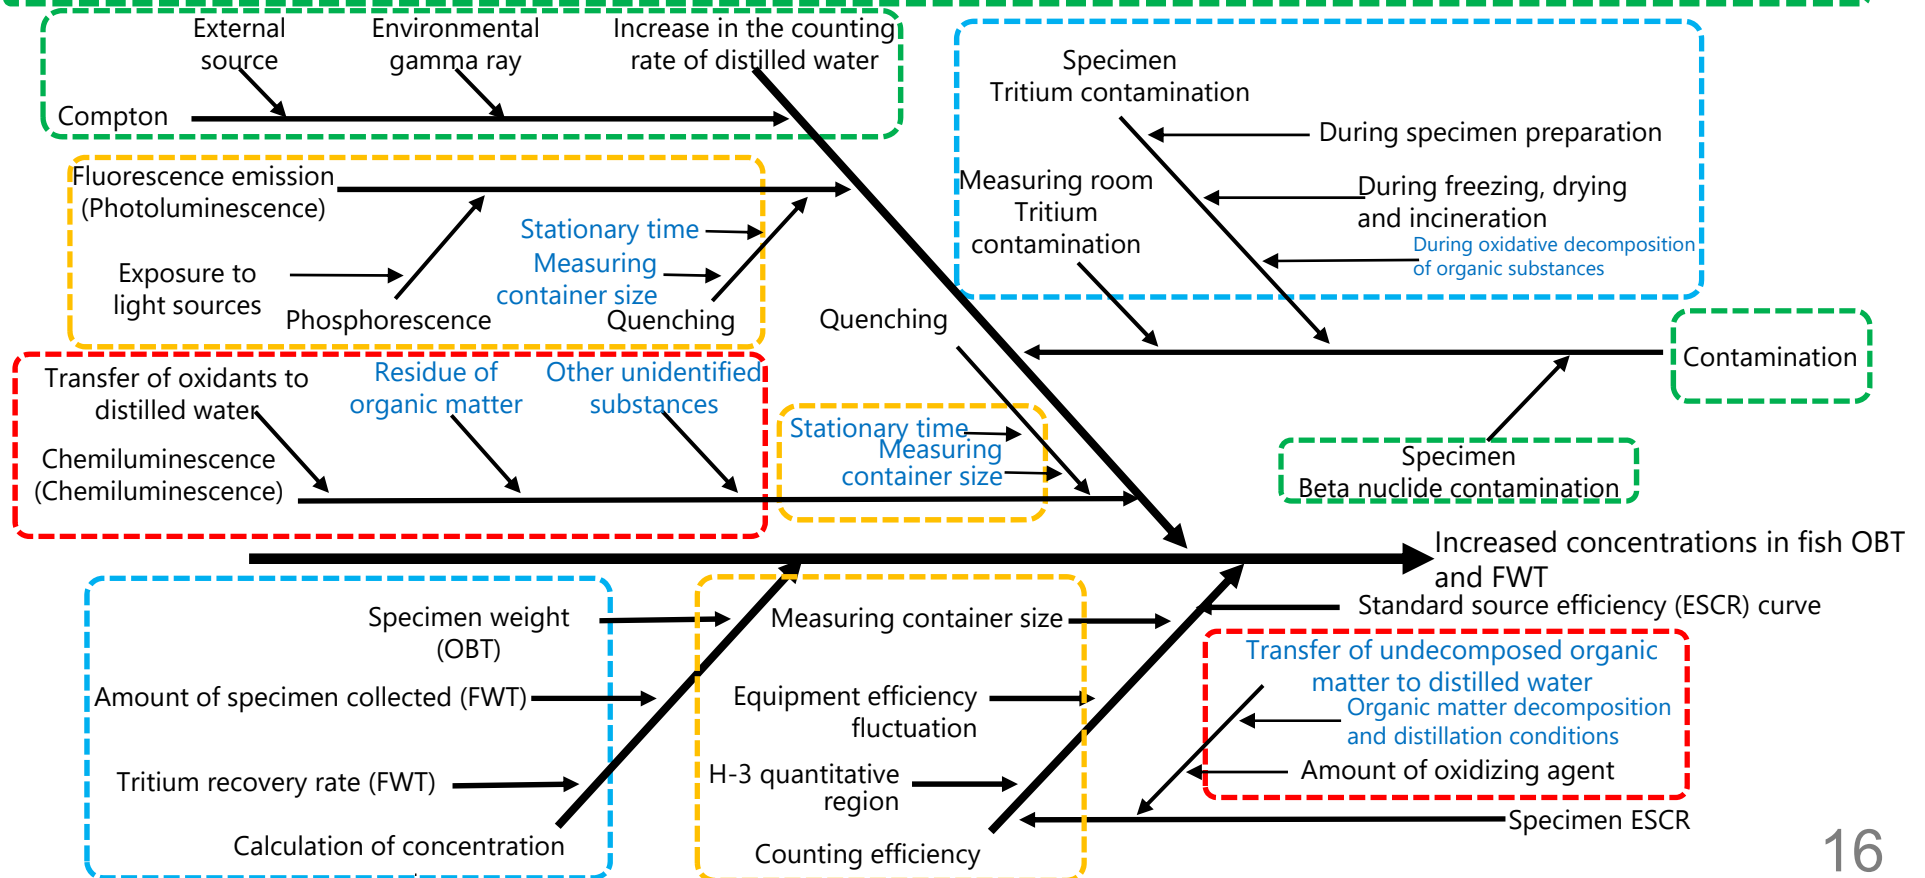 External
source
Environmental
gamma ray
Increase in the counting
rate of distilled water
Compton
Specimen
Tritium contamination
During specimen preparation
Measuring room
Tritium
contamination
During freezing, drying
and incineration
During oxidative decomposition
of organic substances
Fluorescence emission
(Photoluminescence)
Stationary time
Measuring
container size
Exposure to
light sources
Phosphorescence
Quenching
Quenching
Contamination
Transfer of oxidants to
distilled water
Residue of
organic matter
Other unidentified
substances
Chemiluminescence
(Chemiluminescence)
Stationary time
Measuring
container size
Specimen
Beta nuclide contamination
Increased concentrations in fish OBT
and FWT
Specimen weight
(OBT)
Amount of specimen collected (FWT)
Tritium recovery rate (FWT)
Calculation of concentration
Measuring container size
Equipment efficiency
fluctuation
H-3 quantitative
region
Counting efficiency
Standard source efficiency (ESCR) curve
Transfer of undecomposed organic
matter to distilled water
Organic matter decomposition
and distillation conditions
Amount of oxidizing agent
Specimen ESCR
16